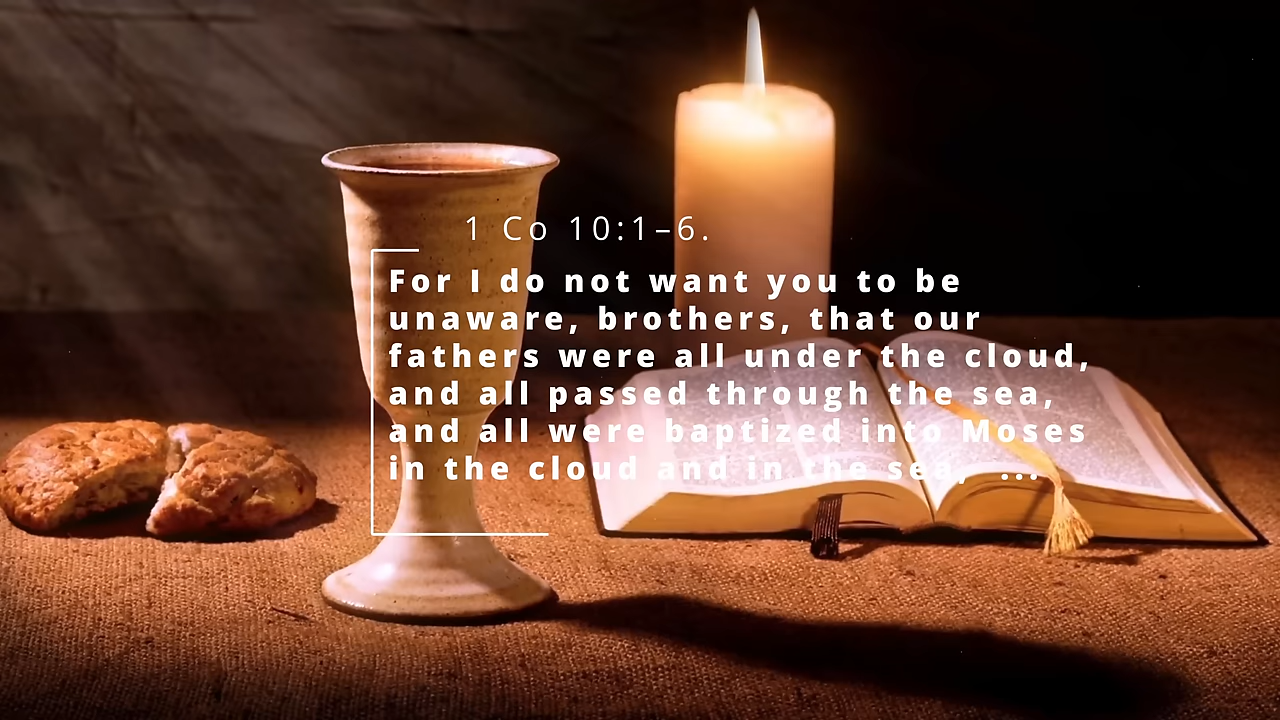 1 Co 10:1–6.
For I do not want you to be
unaware, brothers, that our
fathers were all under the cloud,
and all passed through the sea,
and all were baptized into Moses
in the cloud and in the sea, ...